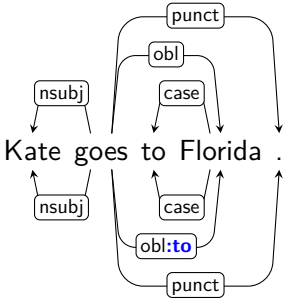 punct
obl
nsubj case
Kate goes to Florida .
nsubj case
obl:to
punct